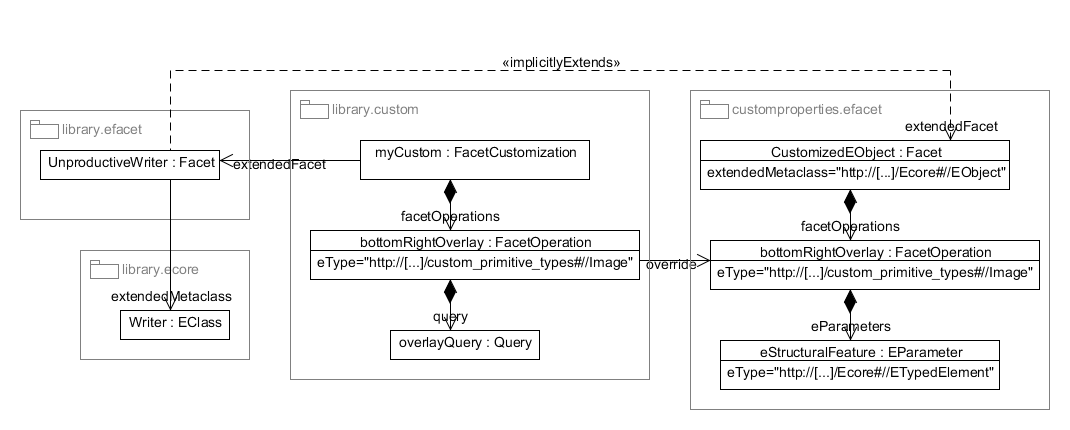 «implicitlyExtends»
library.efacet
UnproductiveWriter : Facet
extendedFacet
library.ecore
extendedMetaclass
Writer : EClass
library.custom
myCustom : FacetCustomization
facetOperations
bottomRightOverlay : FacetOperation
eType="http://[...]/custom_primitive_types#//Image"
override
query
overlayQuery : Query
customproperties.efacet
extendedFacet
CustomizedEObject : Facet
extendedMetaclass="http://[...]/Ecore#//EObject"
facetOperations
bottomRightOverlay : FacetOperation
eType="http://[...]/custom_primitive_types#//Image"
eParameters
eStructuralFeature : EParameter
eType="http://[...]/Ecore#//ETypedElement"